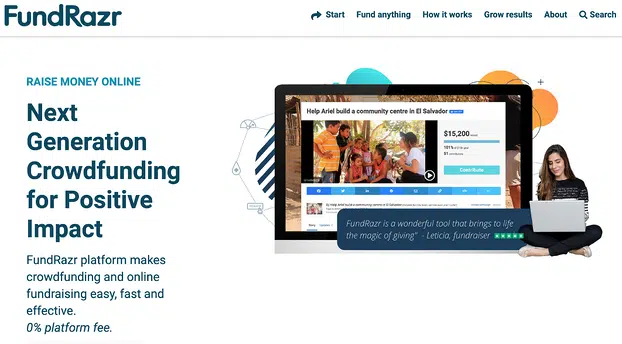 FundRazr
Start
Fund anything
How it works
Grow results
About
Search
RAISE MONEY ONLINE
Next
Generation
Crowdfunding
for Positive
Impact
FundRazr platform makes
crowdfunding and online
fundraising easy, fast and
effective.
0% platform fee.
Help Ariel build a community centre in El Salvador
$15,200
Contribute
FundRazr is a wonderful tool that brings to life
the magic of giving" - Leticia, fundraiser